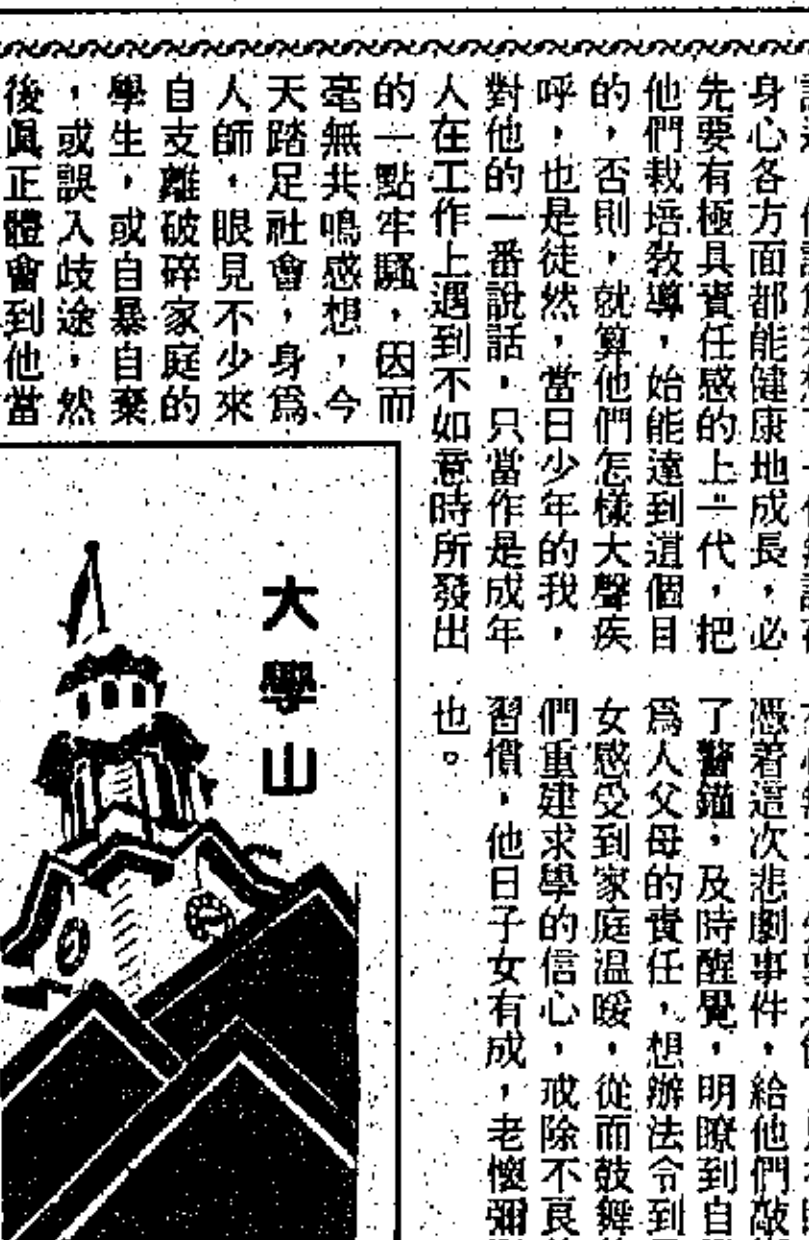 身心各方面都能健康地成長，必
先要有極具責任感的上一代，把
他們栽培敎導，始能達到這個目
的，否則，就算他們怎樣大聲疾
呼，也是徒然，當日少年的我，
對他的一番說話，只當作是成年
人在工作上遇到不如意時所發出
的一點牢騷，因而
毫無共鳴感想，今
天踏足社會，身爲
人師，眼見不少來
自支離破碎家庭的
學生，或自暴自棄
，或誤入歧途，然
後眞正體會到他當
憑着這次悲劇事件，給他們敲
了警鐘，及時醒覺，明瞭到自
爲人父母的責任，想辦法令到
女感受到家庭溫暖，從而鼓舞
們重建求學的信心，戒除不良
習慣，他日子女有成，老懷彌
也。
大學山